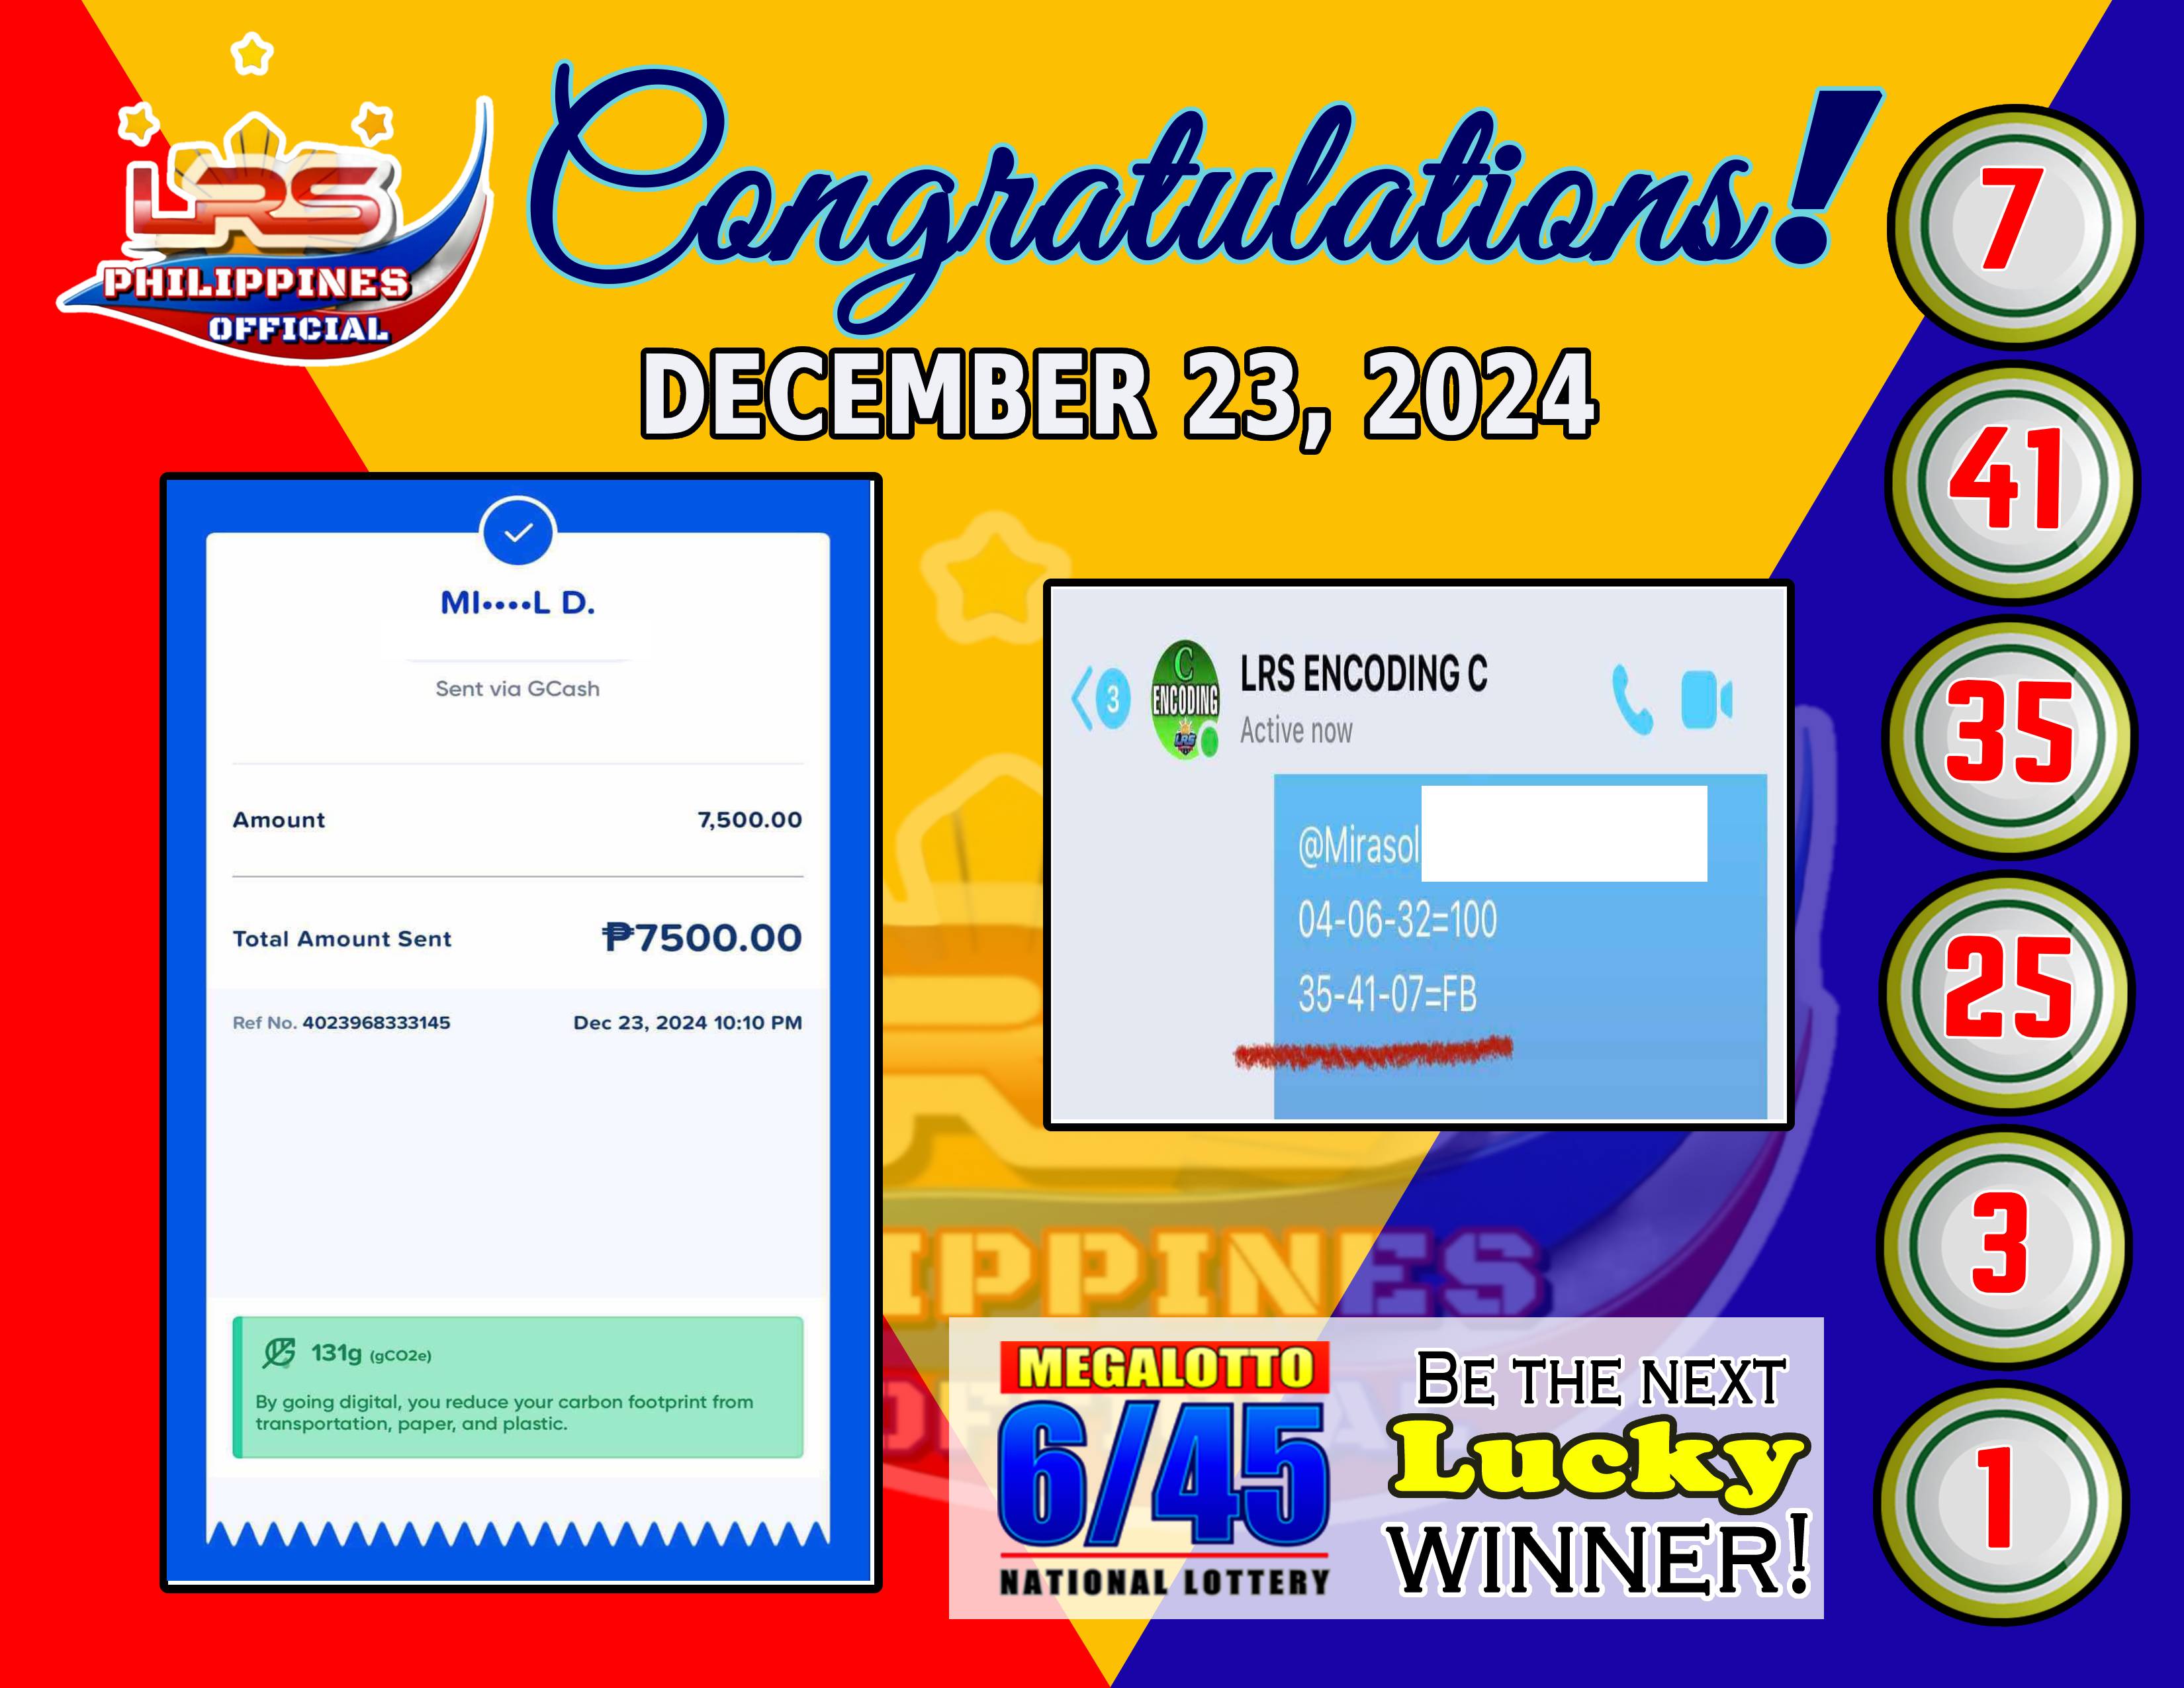 LRS
PHILIPPINES
OFFICIAL
Congratulations!
DECEMBER 23, 2024
MI••••L D.
Sent via GCash
Amount 7,500.00
Total Amount Sent ₱7500.00
Ref No. 4023968333145 Dec 23, 2024 10:10 PM
131g (gCO2e)
By going digital, you reduce your carbon footprint from
transportation, paper, and plastic.
3
C
ENCODING
LRS
LRS ENCODING C
Active now
@Mirasol
04-06-32=100
35-41-07=FB
IPPINES
MEGALOTTO
6/45
NATIONAL LOTTERY
BE THE NEXT
Lucky
WINNER!
7
41
35
25
3
1